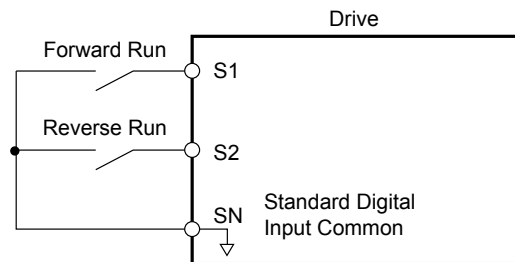 Drive
Forward Run
S1
Reverse Run
S2
SN
Standard Digital
Input Common